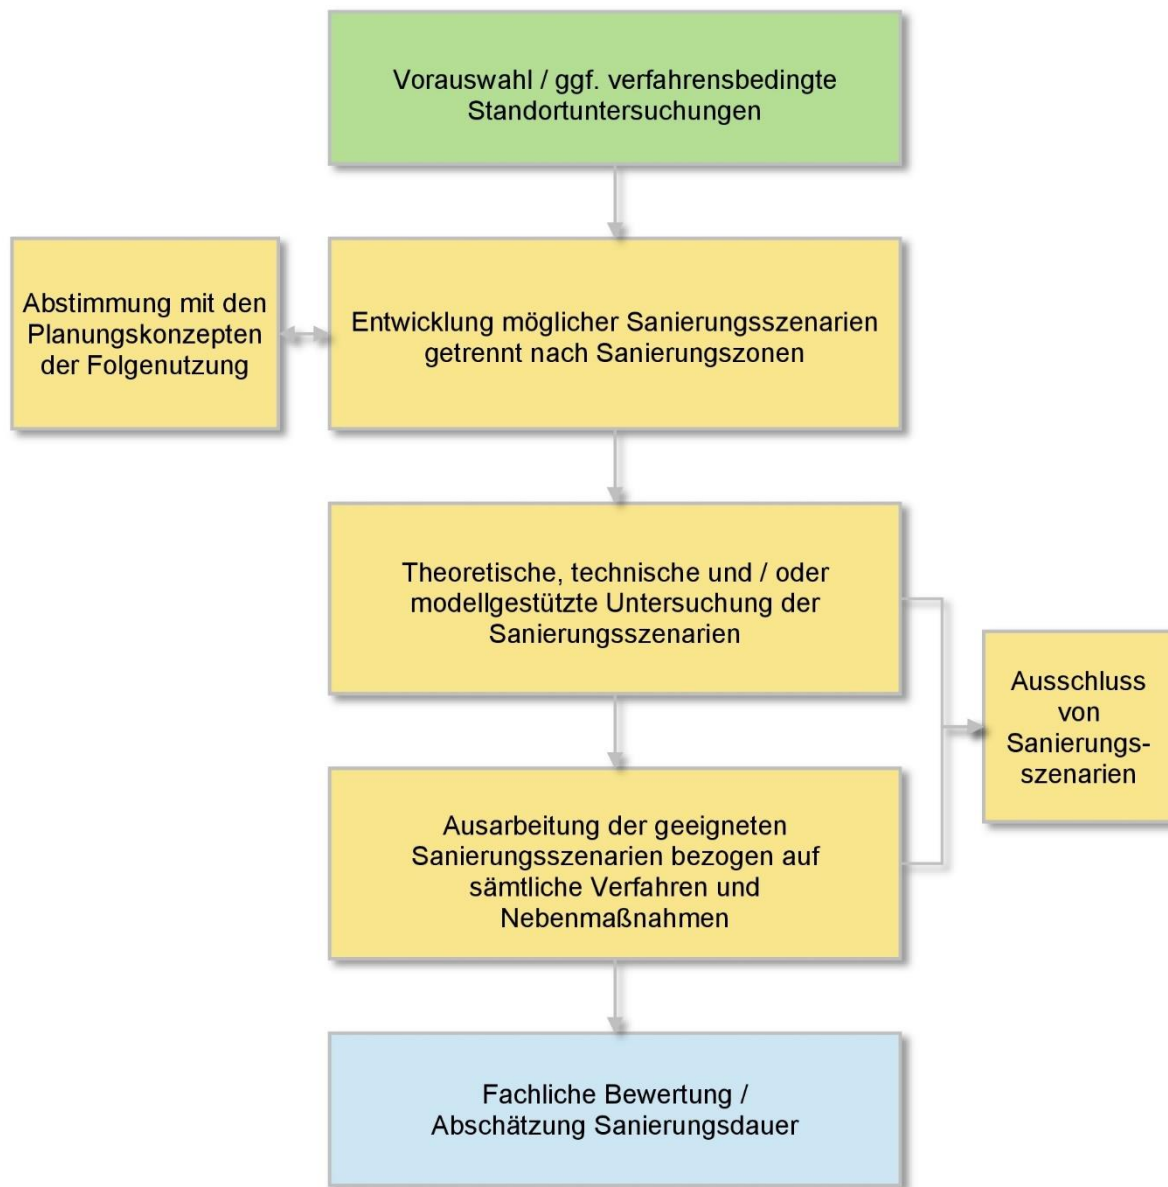 Vorauswahl / ggf. verfahrensbedingte
Standortuntersuchungen
Abstimmung mit den
Planungskonzepten
der Folgenutzung
Entwicklung möglicher Sanierungsszenarien
getrennt nach Sanierungszonen
Theoretische, technische und / oder
modellgestützte Untersuchung der
Sanierungsszenarien
Ausschluss
von
Sanierungs-
szenarien
Ausarbeitung der geeigneten
Sanierungsszenarien bezogen auf
sämtliche Verfahren und
Nebenmaßnahmen
Fachliche Bewertung /
Abschätzung Sanierungsdauer